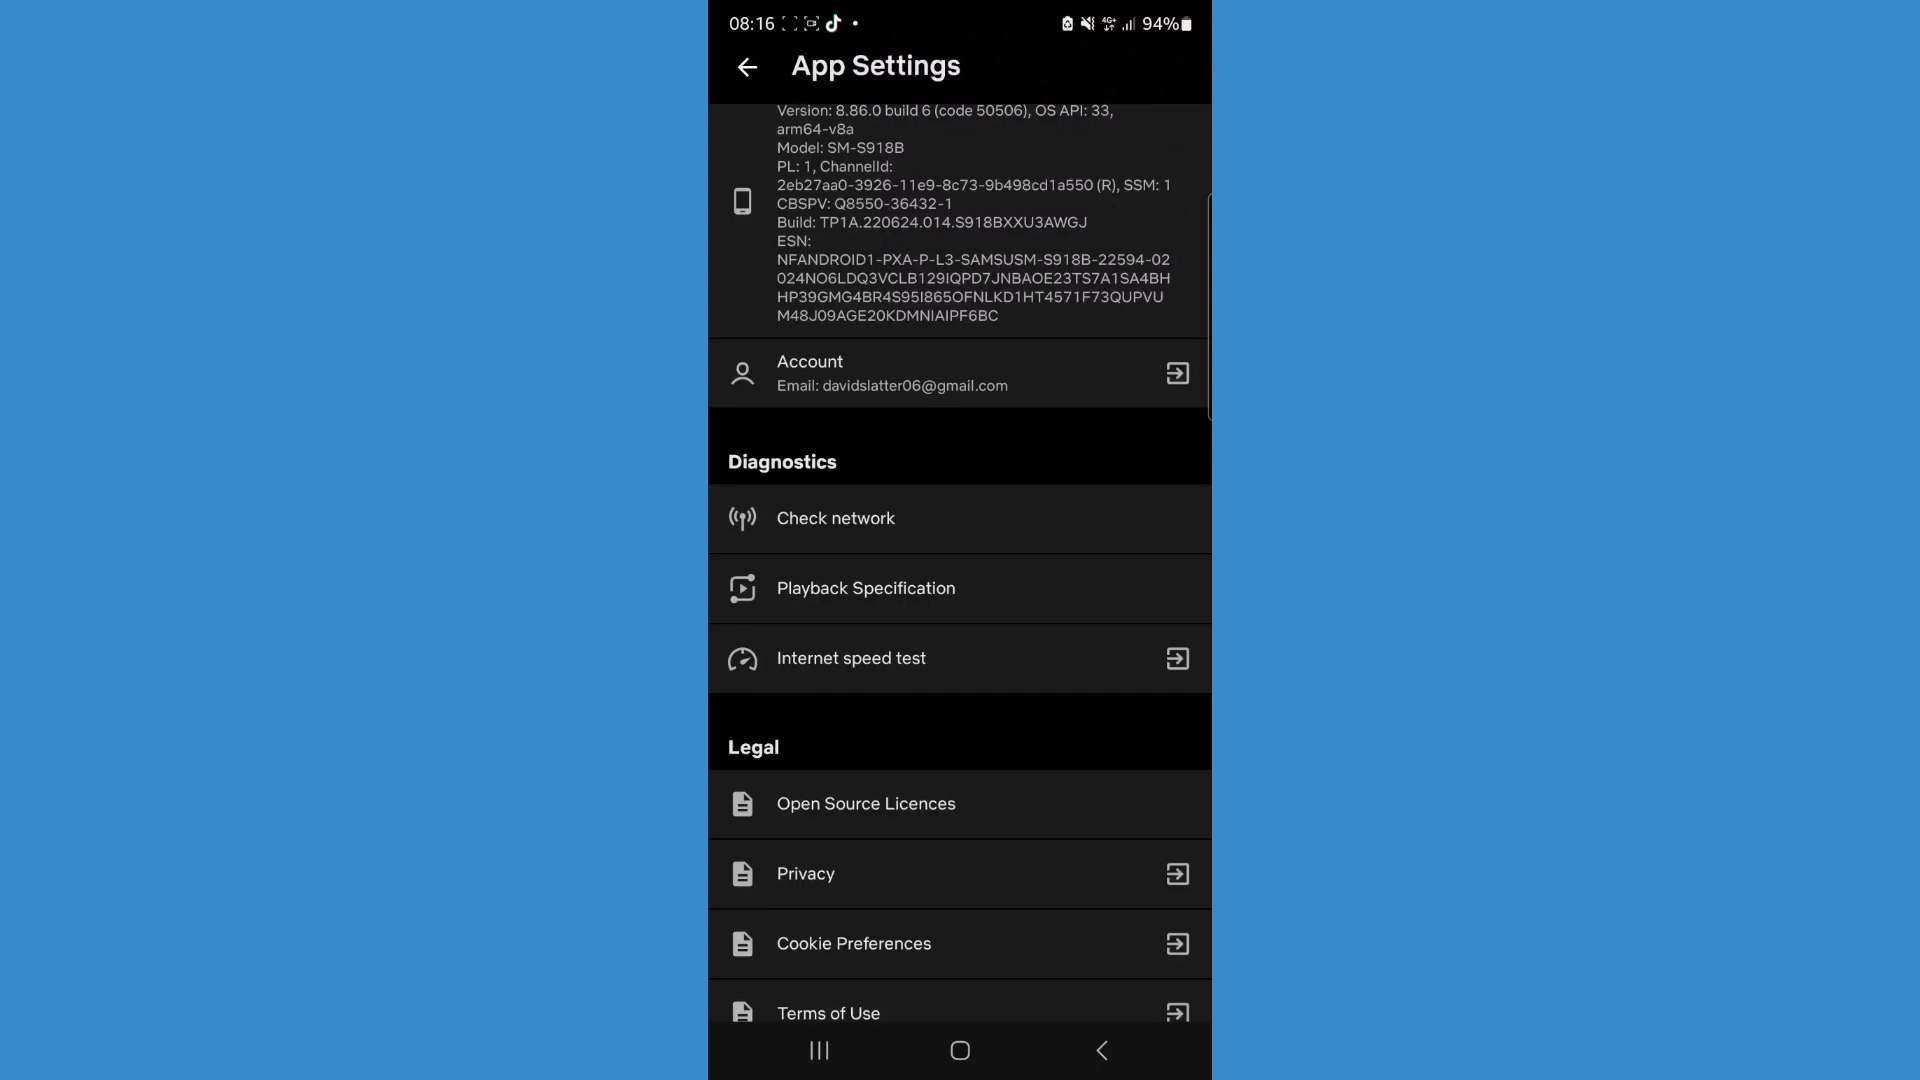 08:16
4G+
94%
App Settings
Version: 8.86.0 build 6 (code 50506), OS API: 33,
arm64-v8a
Model: SM-S918B
PL: 1, ChannelId:
2eb27aa0-3926-11e9-8c73-9b498cd1a550 (R), SSM: 1
CBSPV: Q8550-36432-1
Build: TP1A.220624.014.S918BXXU3AWGJ
ESN:
NFANDROID1-PXA-P-L3-SAMSUSM-S918B-22594-02
024NO6LDQ3VCLB129IQPD7JNBAOE23TS7A1SA4BH
HP39GMG4BR4S95I865OFNLKD1HT4571F73QUPVU
M48J09AGE20KDMNIAIPF6BC
Account
Email: davidslatter06@gmail.com
Diagnostics
Check network
Playback Specification
Internet speed test
Legal
Open Source Licences
Privacy
Cookie Preferences
Terms of Use